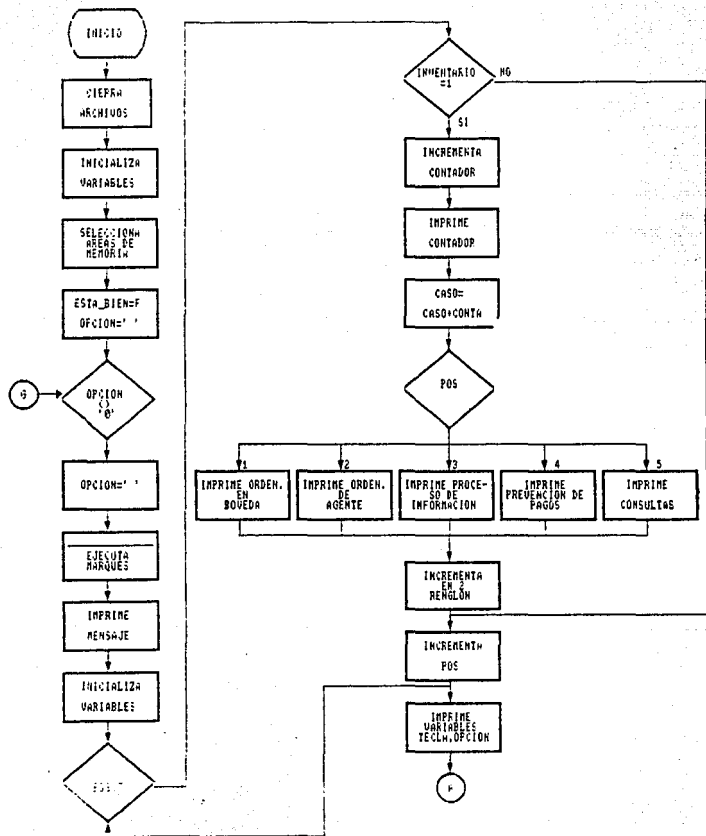 INICIO
CIERRA
ARCHIVOS
INICIALIZA
VARIABLES
SELECCIONA
AREAS DE
MEMORIA
ESTA_BIEN=F
OPCION=' '
G
OPCION
<>
'0'
OPCION=' '
EJECUTA
MARQUES
IMPRIME
MENSAJE
INICIALIZA
VARIABLES
INVENTARIO
=1
NO
SI
INCREMENTA
CONTADOR
IMPRIME
CONTADOR
CASO=
CASO+CONTA
POS
1
IMPRIME ORDEN.
EN
BOVEDA
2
IMPRIME ORDEN.
DE
AGENTE
3
IMPRIME PROCE-
SO DE
INFORMACION
4
IMPRIME
PREVENCION DE
PAGOS
5
IMPRIME
CONSULTAS
INCREMENTA
EN 2
RENGLON
INCREMENTA
POS
IMPRIME
VARIABLES
TECLA,OPCION